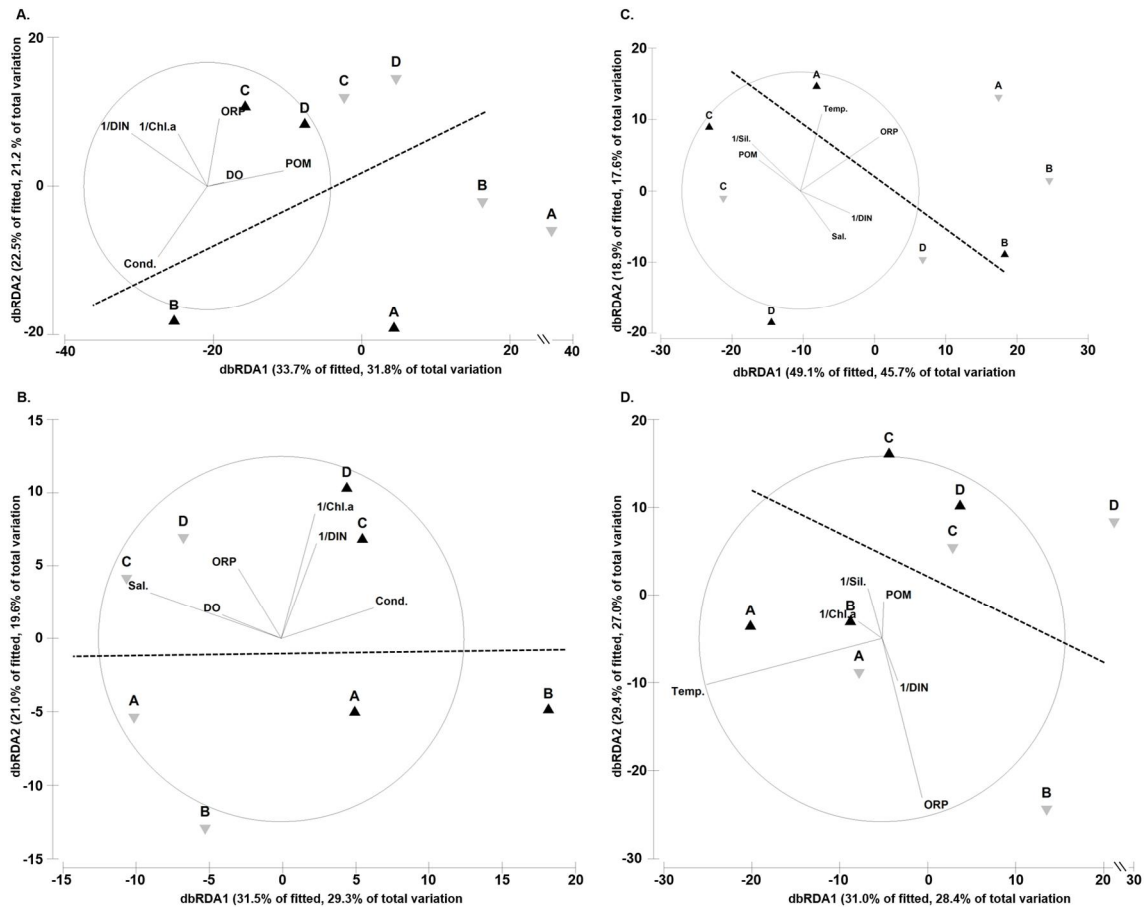 A.
20
10
0
-10
-20
dbRDA2 (22.5% of fitted, 21.2 % of total variation)
C
D
C
D
ORP
1/DIN
1/Chl.a
DO
POM
B
A
Cond.
B
A
-40
-20
0
20
40
dbRDA1 (33.7% of fitted, 31.8% of total variation
C.
20
15
10
0
-10
-20
dbRDA2 (18.9% of fitted, 17.6% of total variation)
A
A
C
Temp.
ORP
1/Sil.
POM
B
C
1/DIN
Sal.
B
D
D
-30
-20
-10
0
10
20
30
dbRDA1 (49.1% of fitted, 45.7% of total variation
B.
15
10
5
0
-5
-10
-15
dbRDA2 (21.0% of fitted, 19.6% of total variation)
D
1/Chl.a
D
C
1/DIN
ORP
C
Sal.
DO
Cond.
A
A
B
B
-10
-5
0
5
10
15
20
dbRDA1 (31.5% of fitted, 29.3% of total variation
D.
20
10
0
-10
-20
-30
dbRDA2 (29.4% of fitted, 27.0% of total variation)
C
D
D
C
1/Sil.
POM
A
B
1/Chl.a
A
1/DIN
Temp.
ORP
B
-30
-20
-10
0
10
20
30
dbRDA1 (31.0% of fitted, 28.4% of total variation